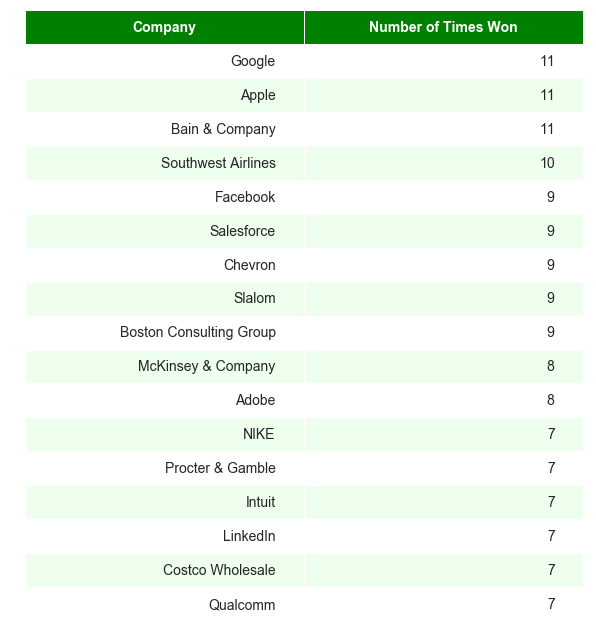 Company Number of Times Won
Google 11
Apple 11
Bain & Company 11
Southwest Airlines 10
Facebook 9
Salesforce 9
Chevron 9
Slalom 9
Boston Consulting Group 9
McKinsey & Company 8
Adobe 8
NIKE 7
Procter & Gamble 7
Intuit 7
LinkedIn 7
Costco Wholesale 7
Qualcomm 7